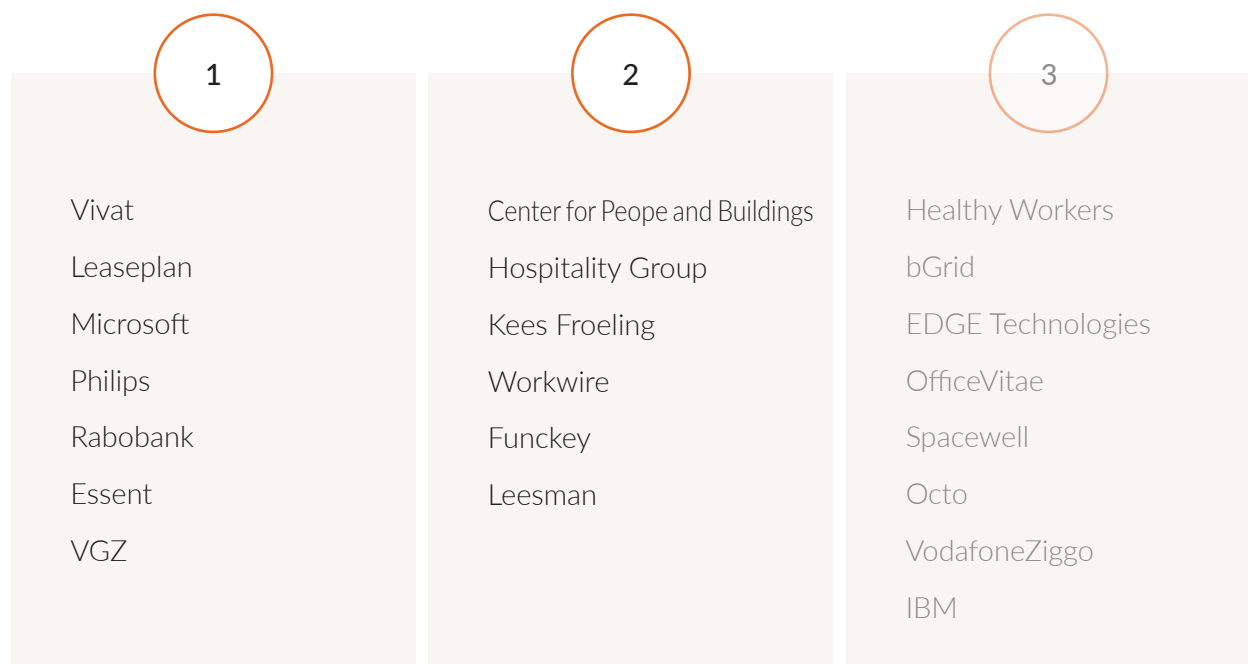 1
Vivat
Leaseplan
Microsoft
Philips
Rabobank
Essent
VGZ
2
Center for Peope and Buildings
Hospitality Group
Kees Froeling
Workwire
Funckey
Leesman
3
Healthy Workers
bGrid
EDGE Technologies
OfficeVitae
Spacewell
Octo
VodafoneZiggo
IBM